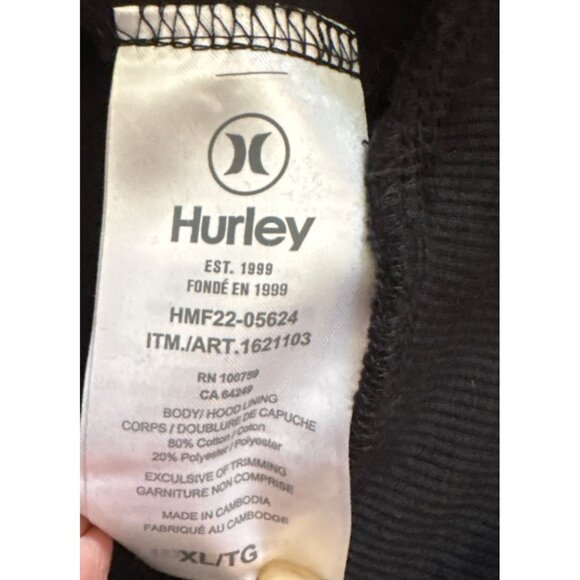 Hurley
EST. 1999
FONDÉ EN 1999
HMF22-05624
ITM./ART.1621103
RN 100759
CA 64249
BODY/ HOOD LINING
CORPS / DOUBLURE DE CAPUCHE
80% Cotton / Coton
20% Polyester / Polyester
EXCULSIVE OF TRIMMING
GARNITURE NON COMPRISE
MADE IN CAMBODIA
FABRIQUÉ AU CAMBODGE
XL/TG